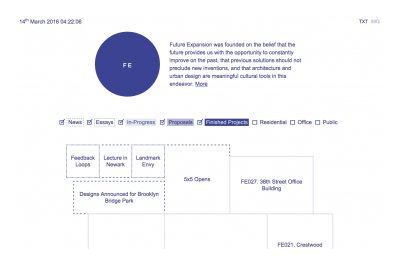 14th March 2016 04:22:06
TXT IMG
FE
Future Expansion was founded on the belief that the
future provides us with the opportunity to constantly
improve on the past, that previous solutions should not
preclude new inventions, and that architecture and
urban design are meaningful cultural tools in this
endeavor. More
News Essays In-Progress Proposals Finished Projects Residential Office Public
Feedback
Loops
Lecture in
Newark
Landmark
Envy
5x5 Opens
FE027. 36th Street Office
Building
Designs Announced for Brooklyn
Bridge Park
FE021. Crestwood